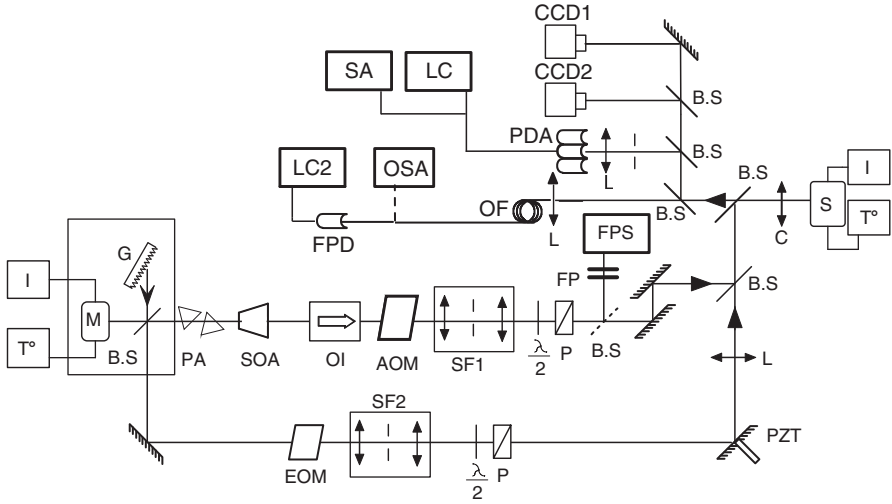 CCD1
CCD2
SA
LC
B.S
PDA
B.S
LC2
OSA
L
B.S
I
OF
B.S
S
T°
FPD
L
C
FPS
G
FP
I
M
B.S
T°
B.S
PA
SOA
OI
AOM
SF1
λ/2
P
B.S
L
SF2
PZT
EOM
λ/2
P